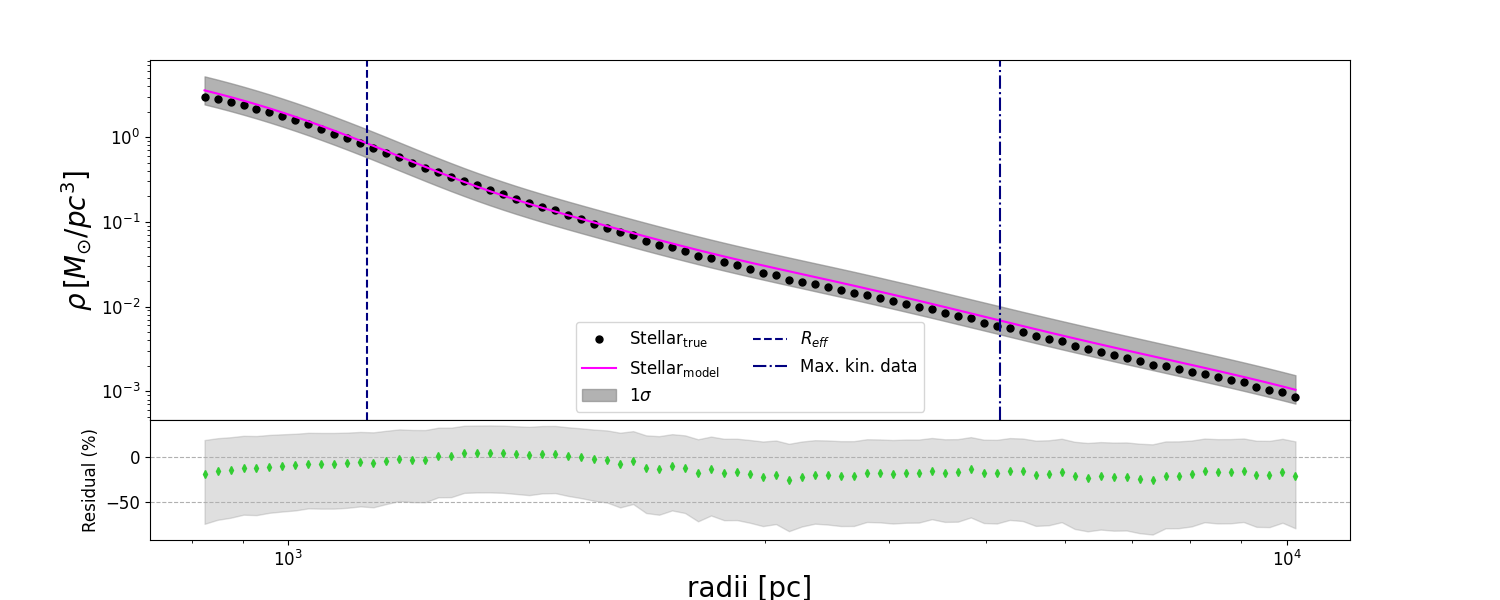 ρ [M⊙/pc³]
10⁰
10⁻¹
10⁻²
10⁻³
Stellar_true
Stellar_model
1σ
R_eff
Max. kin. data
Residual (%)
0
−50
10³
10⁴
radii [pc]